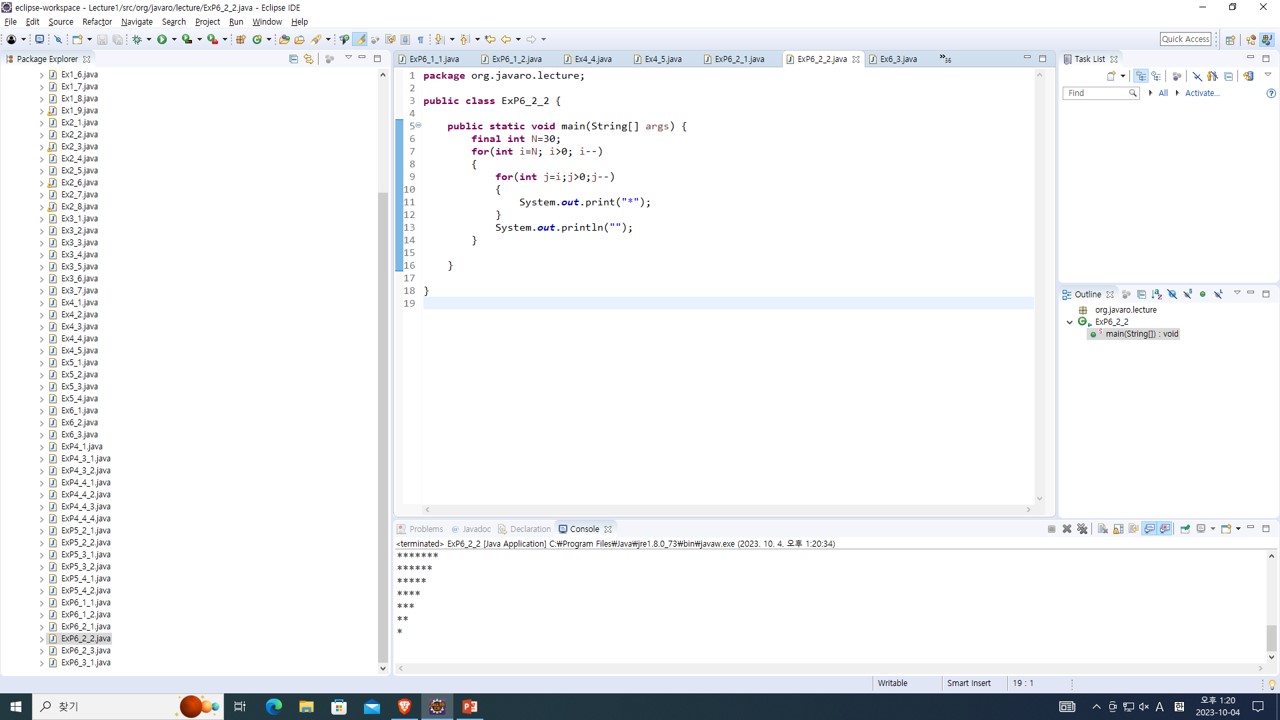 eclipse-workspace - Lecture1/src/org/javaro/lecture/ExP6_2_2.java - Eclipse IDE
File Edit Source Refactor Navigate Search Project Run Window Help
Quick Access
Package Explorer
Ex1_6.java
Ex1_7.java
Ex1_8.java
Ex1_9.java
Ex2_1.java
Ex2_2.java
Ex2_3.java
Ex2_4.java
Ex2_5.java
Ex2_6.java
Ex2_7.java
Ex2_8.java
Ex3_1.java
Ex3_2.java
Ex3_3.java
Ex3_4.java
Ex3_5.java
Ex3_6.java
Ex3_7.java
Ex4_1.java
Ex4_2.java
Ex4_3.java
Ex4_4.java
Ex4_5.java
Ex5_1.java
Ex5_2.java
Ex5_3.java
Ex5_4.java
Ex6_1.java
Ex6_2.java
Ex6_3.java
ExP4_1.java
ExP4_3_1.java
ExP4_3_2.java
ExP4_4_1.java
ExP4_4_2.java
ExP4_4_3.java
ExP4_4_4.java
ExP5_2_1.java
ExP5_2_2.java
ExP5_3_1.java
ExP5_3_2.java
ExP5_4_1.java
ExP5_4_2.java
ExP6_1_1.java
ExP6_1_2.java
ExP6_2_1.java
ExP6_2_2.java
ExP6_2_3.java
ExP6_3_1.java
ExP6_1_1.java ExP6_1_2.java Ex4_4.java Ex4_5.java ExP6_2_1.java ExP6_2_2.java Ex6_3.java »36
1 package org.javaro.lecture;
2
3 public class ExP6_2_2 {
4
5 public static void main(String[] args) {
6 final int N=30;
7 for(int i=N; i>0; i--)
8 {
9 for(int j=i;j>0;j--)
10 {
11 System.out.print("*");
12 }
13 System.out.println("");
14 }
15
16 }
17
18 }
19
Task List
Find All Activate...
Outline
org.javaro.lecture
ExP6_2_2
main(String[]) : void
Problems Javadoc Declaration Console
<terminated> ExP6_2_2 [Java Application] C:₩Program Files₩Java₩jre1.8.0_73₩bin₩javaw.exe (2023. 10. 4. 오후 1:20:34)
*******
******
*****
****
***
**
*
Writable Smart Insert 19 : 1
찾기
A 漢
오후 1:20
2023-10-04